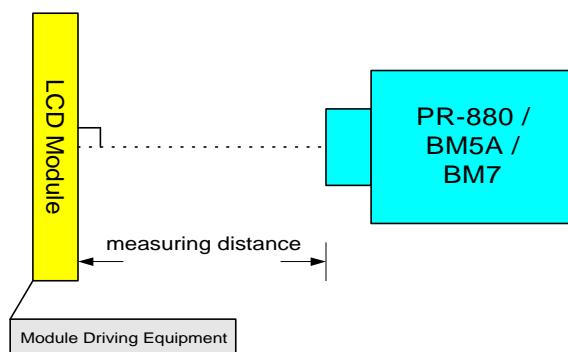 LCD Module
PR-880 /
BM5A /
BM7
measuring distance
Module Driving Equipment